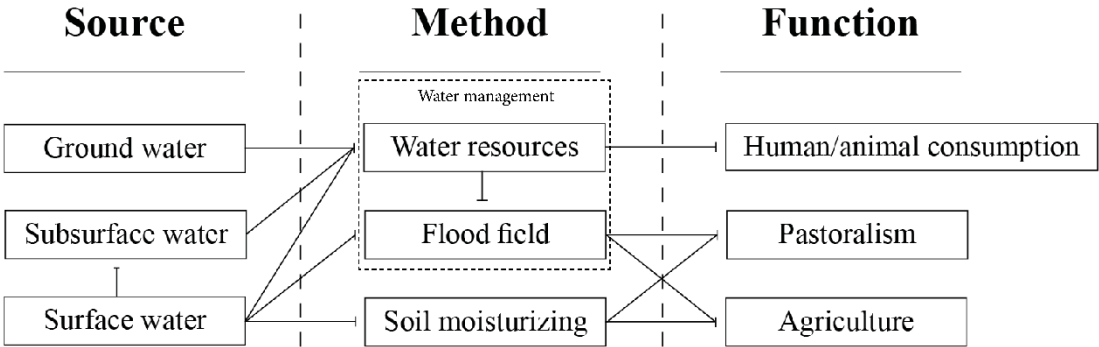 Source
Method
Function
Water management
Ground water
Water resources
Human/animal consumption
Subsurface water
Flood field
Pastoralism
Surface water
Soil moisturizing
Agriculture